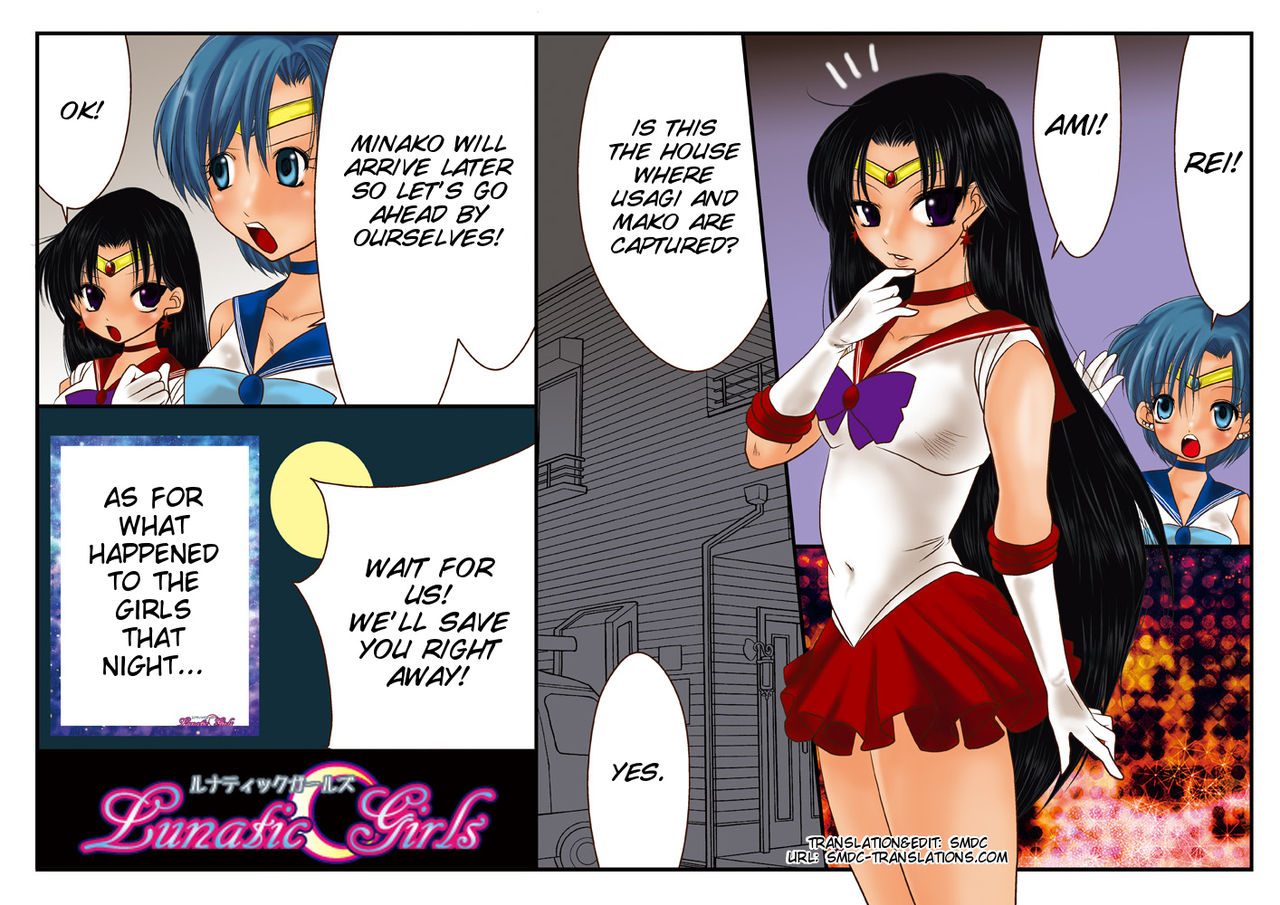 REI!
AMI!
IS THIS
THE HOUSE
WHERE
USAGI AND
MAKO ARE
CAPTURED?
YES.
MINAKO WILL
ARRIVE LATER
SO LET'S GO
AHEAD BY
OURSELVES!
OK!
WAIT FOR
US!
WE'LL SAVE
YOU RIGHT
AWAY!
AS FOR
WHAT
HAPPENED
TO THE
GIRLS
THAT
NIGHT...
Lunatic Girls
ルナティックガールズ
Lunatic Girls
TRANSLATION&EDIT: SMDC
URL: SMDC-TRANSLATIONS.COM